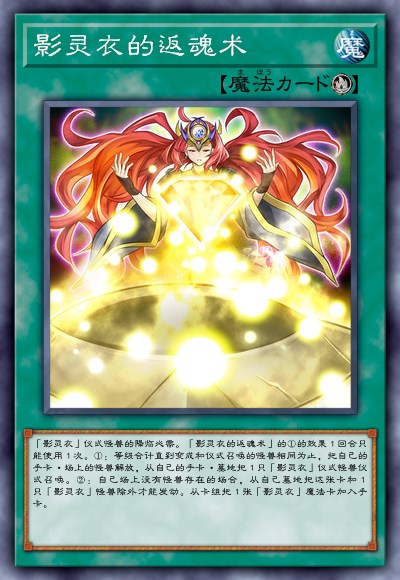 影灵衣的返魂术
魔
【魔法カード】
ま ほう
「影灵衣」仪式怪兽的降临必需。「影灵衣的返魂术」的①的效果1回合只
能使用1次。①：等级合计直到变成和仪式召唤的怪兽相同为止，把自己的
手卡·场上的怪兽解放，从自己的手卡·墓地把1只「影灵衣」仪式怪兽仪
式召唤。②：自己场上没有怪兽存在的场合，从自己墓地把这张卡和1
只「影灵衣」怪兽除外才能发动。从卡组把1张「影灵衣」魔法卡加入手
卡。